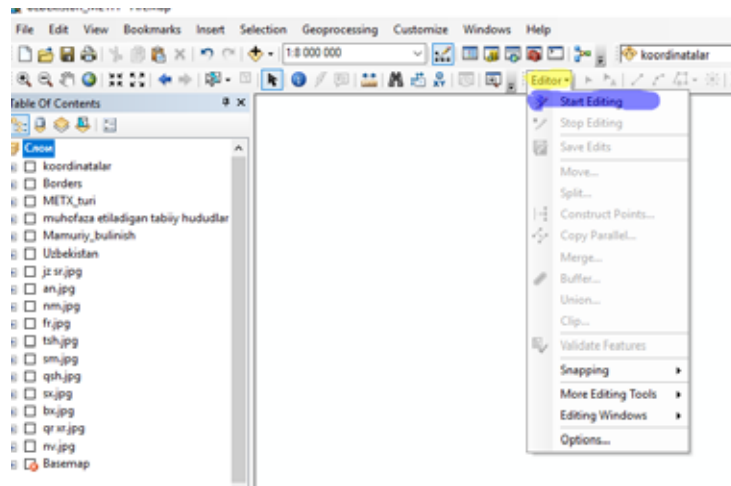 File Edit View Bookmarks Insert Selection Geoprocessing Customize Windows Help
1:8 000 000
koordinatalar
Editor
Table Of Contents
Слои
koordinatalar
Borders
METX_turi
muhofaza etiladigan tabiiy hududlar
Mamuriy_bulinish
Uzbekistan
jz sr.jpg
an.jpg
nm.jpg
fr.jpg
tsh.jpg
sm.jpg
qsh.jpg
sx.jpg
bx.jpg
qr xr.jpg
nv.jpg
Basemap
Start Editing
Stop Editing
Save Edits
Move...
Split...
Construct Points...
Copy Parallel...
Merge...
Buffer...
Union...
Clip...
Validate Features
Snapping
More Editing Tools
Editing Windows
Options...